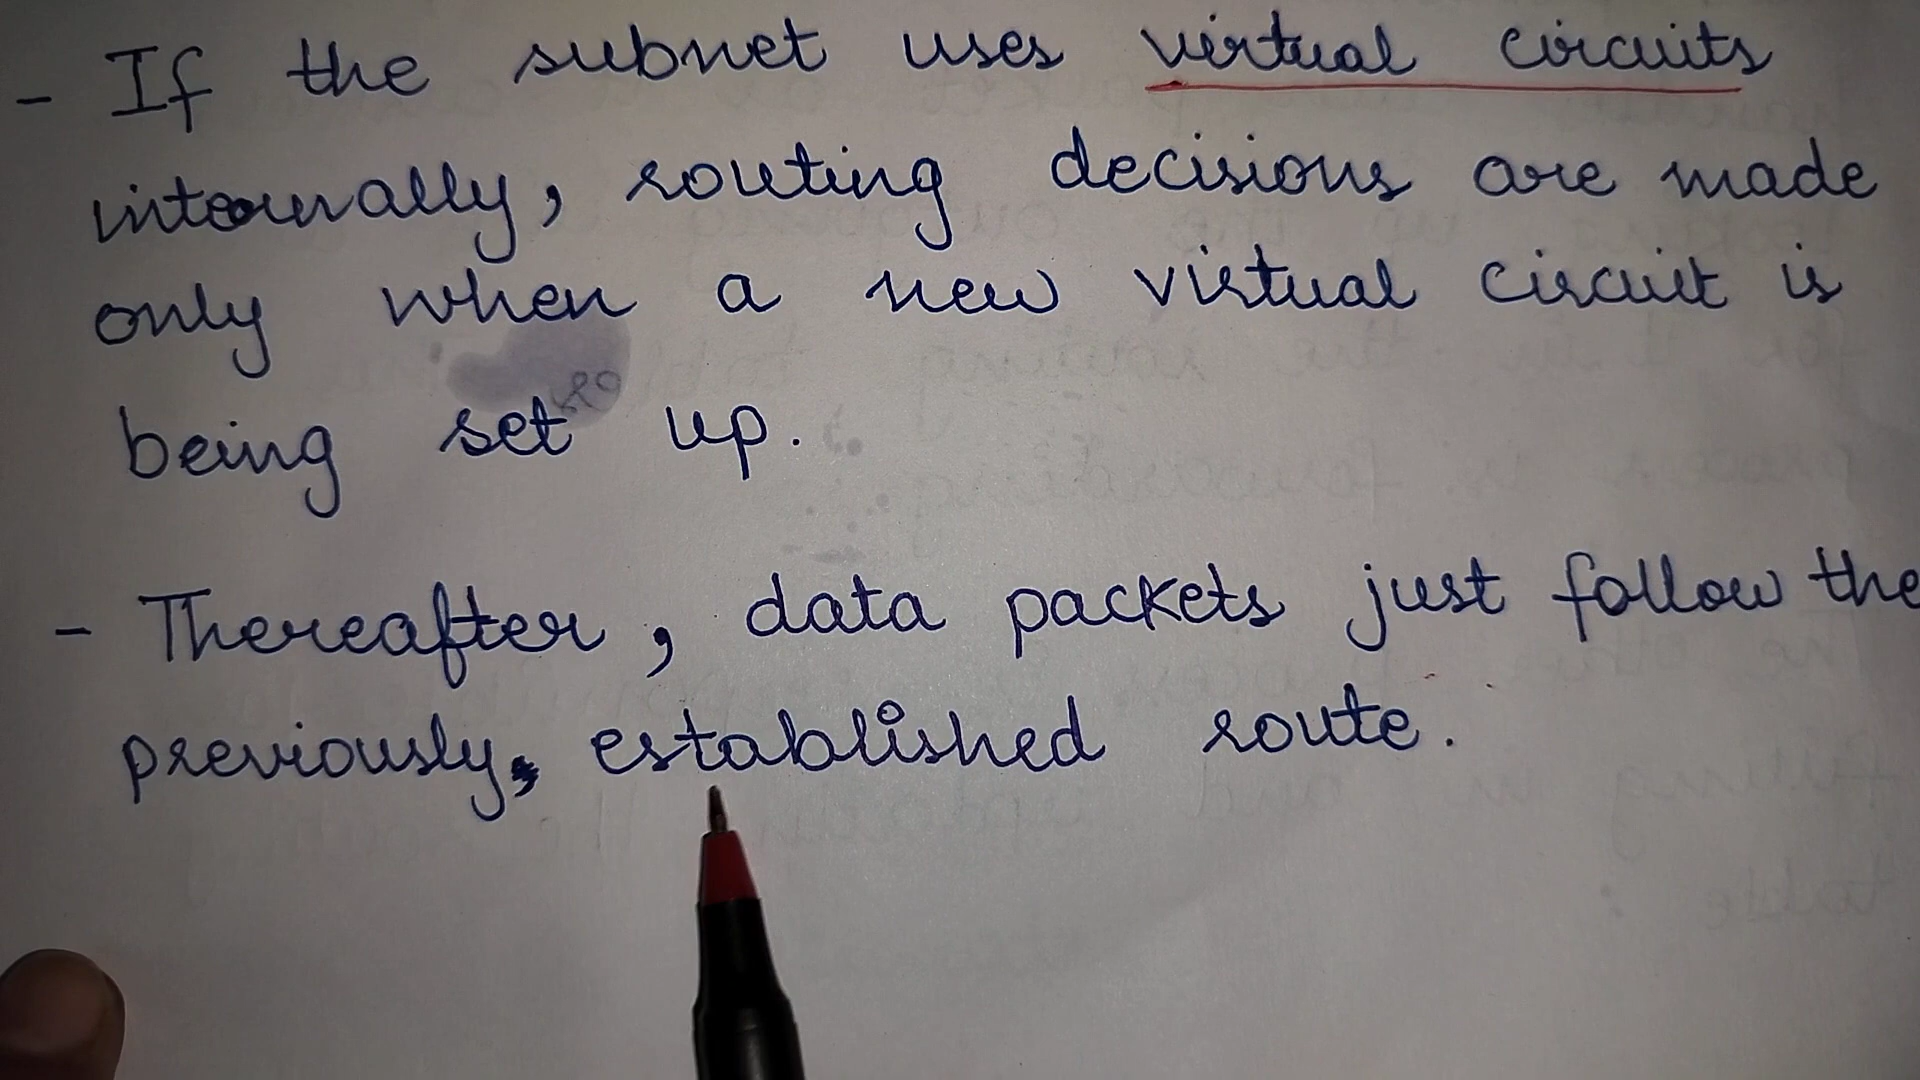 - If the subnet uses virtual circuits
internally, routing decisions are made
only when a new virtual circuit is
being set up.
- Thereafter, data packets just follow the
previously, established route.